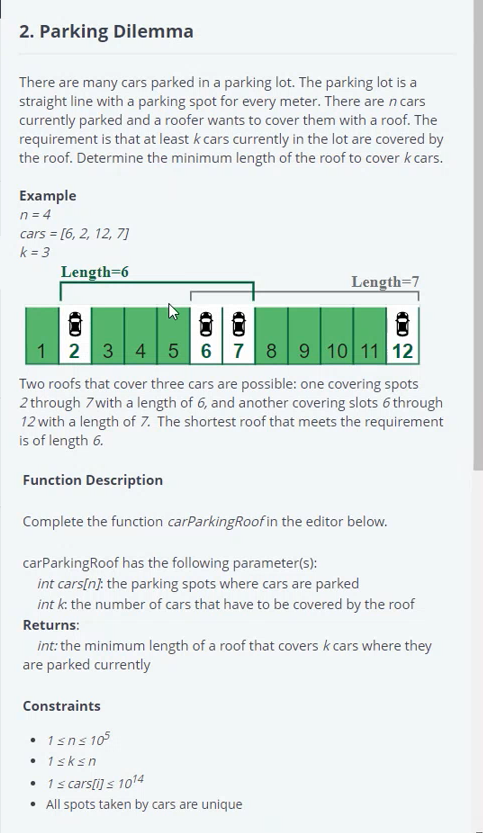 2. Parking Dilemma
There are many cars parked in a parking lot. The parking lot is a
straight line with a parking spot for every meter. There are n cars
currently parked and a roofer wants to cover them with a roof. The
requirement is that at least k cars currently in the lot are covered by
the roof. Determine the minimum length of the roof to cover k cars.
Example
n = 4
cars = [6, 2, 12, 7]
k = 3
Length=6
Length=7
1 2 3 4 5 6 7 8 9 10 11 12
Two roofs that cover three cars are possible: one covering spots
2 through 7 with a length of 6, and another covering slots 6 through
12 with a length of 7. The shortest roof that meets the requirement
is of length 6.
Function Description
Complete the function carParkingRoof in the editor below.
carParkingRoof has the following parameter(s):
int cars[n]: the parking spots where cars are parked
int k: the number of cars that have to be covered by the roof
Returns:
int: the minimum length of a roof that covers k cars where they
are parked currently
Constraints
• 1 ≤ n ≤ 10⁵
• 1 ≤ k ≤ n
• 1 ≤ cars[i] ≤ 10¹⁴
• All spots taken by cars are unique